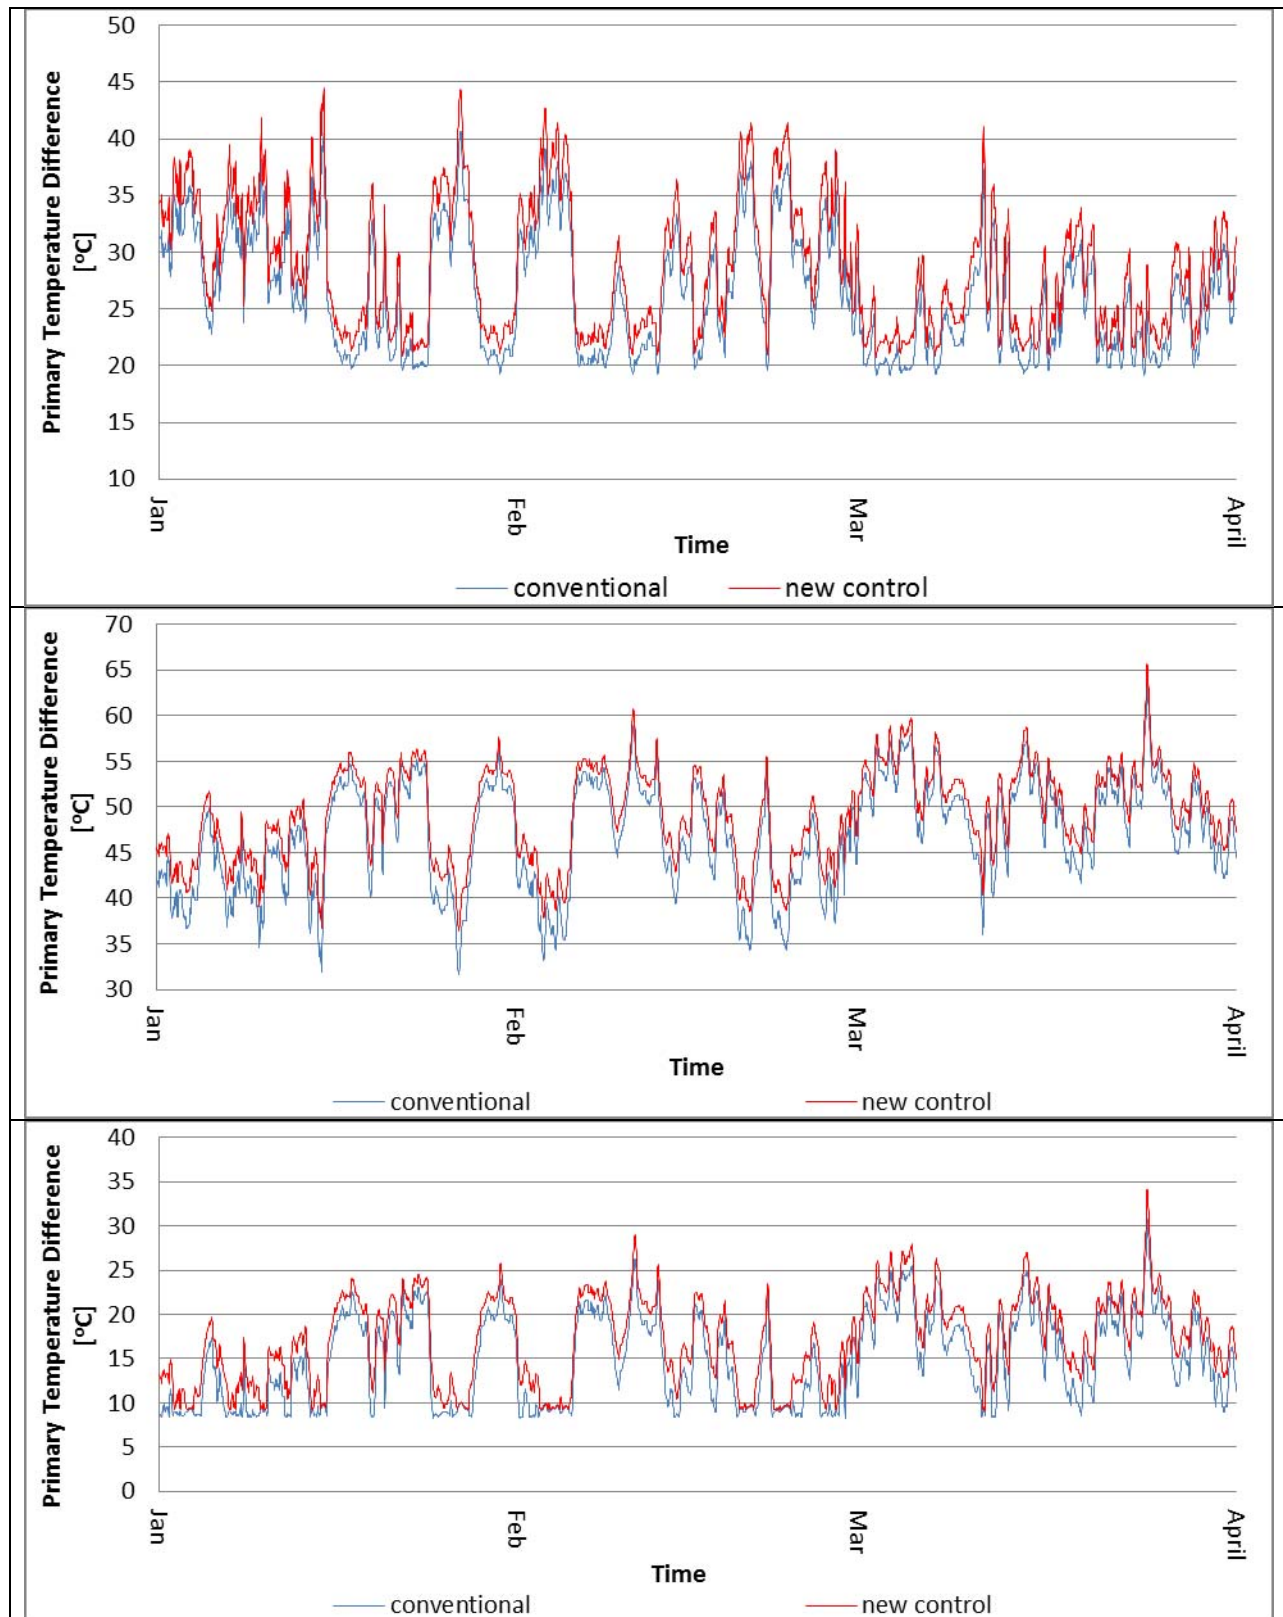 Primary Temperature Difference
[ºC]
50
45
40
35
30
25
20
15
10
Jan
Feb
Mar
April
Time
conventional
new control
Primary Temperature Difference
[ºC]
70
65
60
55
50
45
40
35
30
Jan
Feb
Mar
April
Time
conventional
new control
Primary Temperature Difference
[ºC]
40
35
30
25
20
15
10
5
0
Jan
Feb
Mar
April
Time
conventional
new control